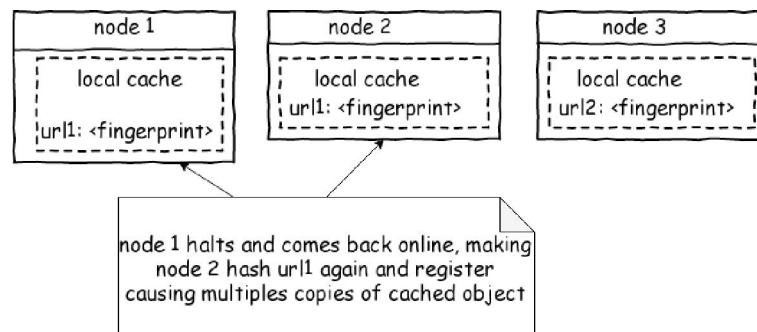 node 1
local cache
url1: <fingerprint>
node 2
local cache
url1: <fingerprint>
node 3
local cache
url2: <fingerprint>
node 1 halts and comes back online, making
node 2 hash url1 again and register
causing multiples copies of cached object